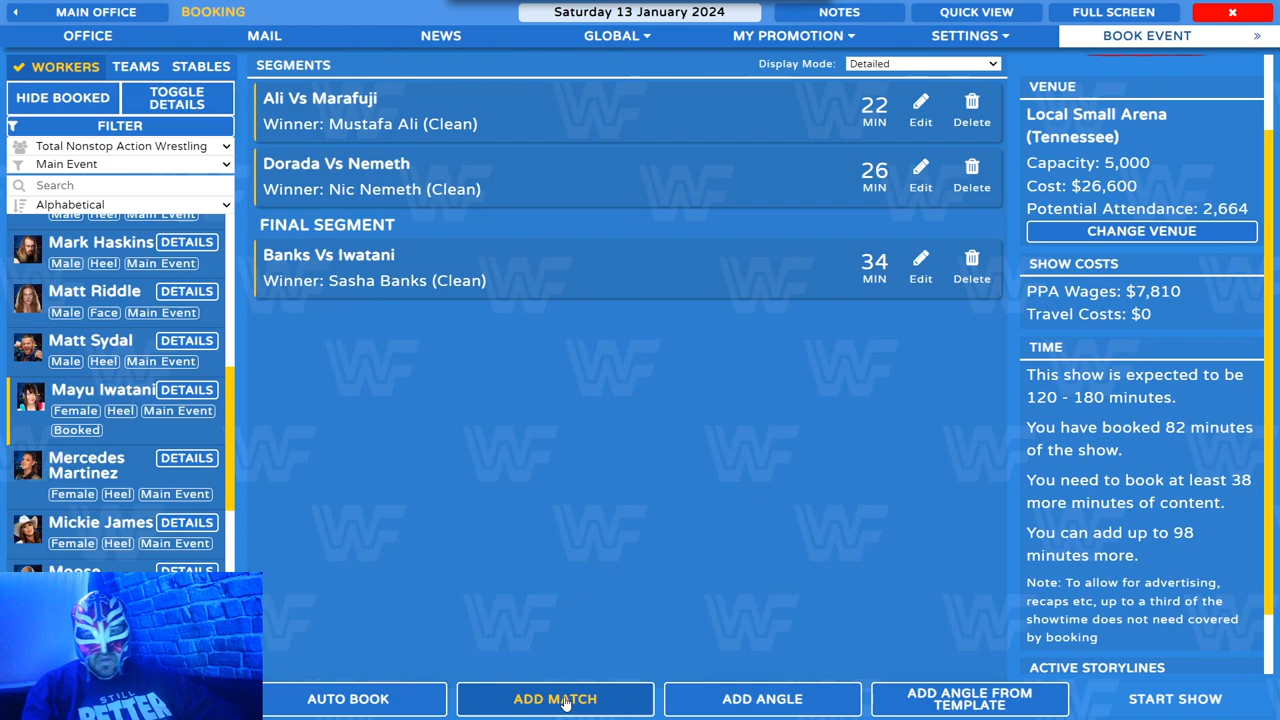 MAIN OFFICE
BOOKING
Saturday 13 January 2024
NOTES
QUICK VIEW
FULL SCREEN
OFFICE
MAIL
NEWS
GLOBAL
MY PROMOTION
SETTINGS
BOOK EVENT
WORKERS
TEAMS
STABLES
HIDE BOOKED
TOGGLE DETAILS
FILTER
Total Nonstop Action Wrestling
Main Event
Search
Alphabetical
Male Heel Main Event
Mark Haskins DETAILS
Male Heel Main Event
Matt Riddle DETAILS
Male Face Main Event
Matt Sydal DETAILS
Male Heel Main Event
Mayu Iwatani DETAILS
Female Heel Main Event
Booked
Mercedes Martinez DETAILS
Female Heel Main Event
Mickie James DETAILS
Female Heel Main Event
Moose DETAILS
STILL
BETTER
SEGMENTS
Display Mode: Detailed
Ali Vs Marafuji
Winner: Mustafa Ali (Clean)
22 MIN Edit Delete
Dorada Vs Nemeth
Winner: Nic Nemeth (Clean)
26 MIN Edit Delete
FINAL SEGMENT
Banks Vs Iwatani
Winner: Sasha Banks (Clean)
34 MIN Edit Delete
AUTO BOOK
ADD MATCH
ADD ANGLE
ADD ANGLE FROM TEMPLATE
START SHOW
VENUE
Local Small Arena
(Tennessee)
Capacity: 5,000
Cost: $26,600
Potential Attendance: 2,664
CHANGE VENUE
SHOW COSTS
PPA Wages: $7,810
Travel Costs: $0
TIME
This show is expected to be
120 - 180 minutes.
You have booked 82 minutes
of the show.
You need to book at least 38
more minutes of content.
You can add up to 98
minutes more.
Note: To allow for advertising,
recaps etc, up to a third of the
showtime does not need covered
by booking
ACTIVE STORYLINES